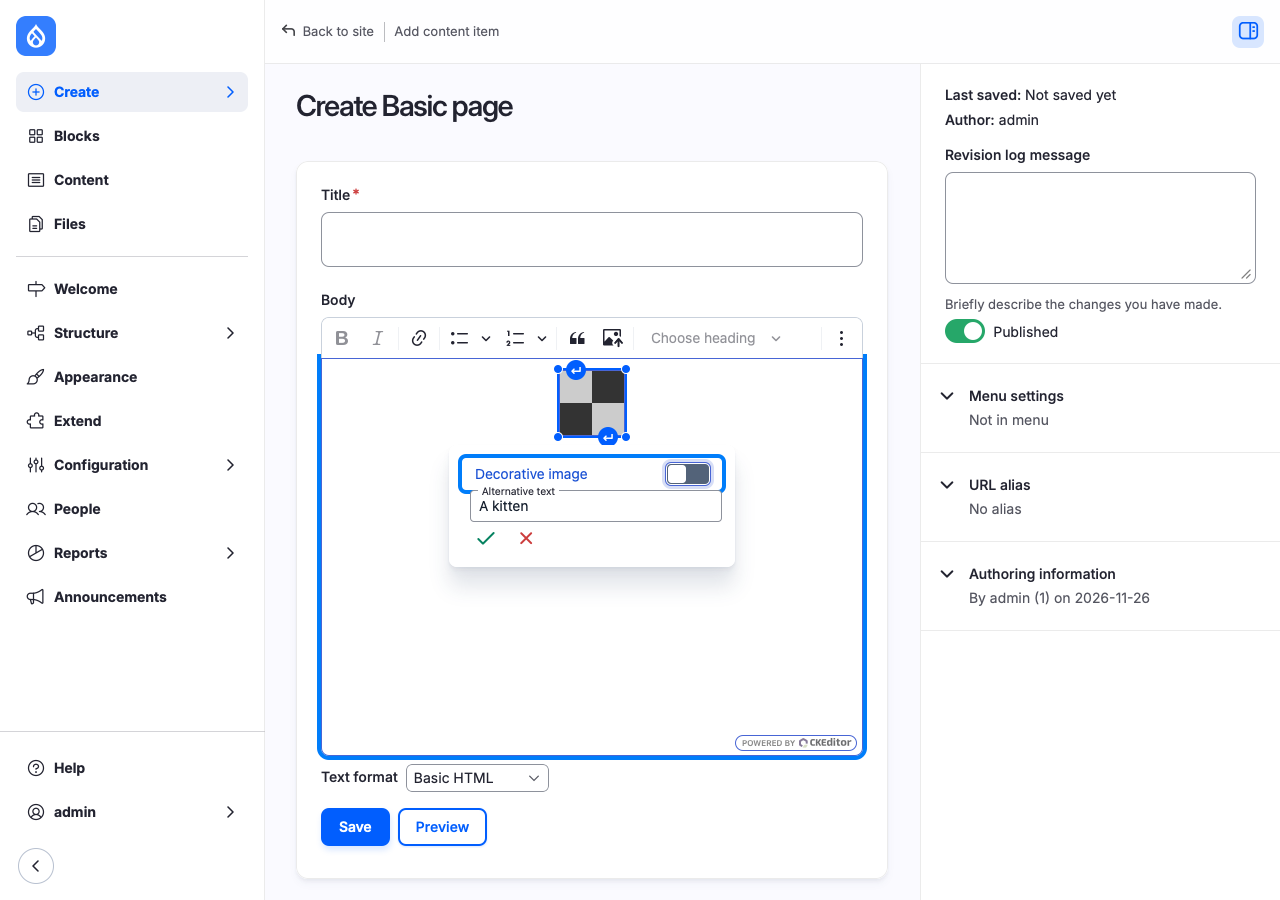 Back to site
Add content item
Create
Blocks
Content
Files
Welcome
Structure
Appearance
Extend
Configuration
People
Reports
Announcements
Help
admin
Create Basic page
Title*
Body
B I
Choose heading
Decorative image
Alternative text
A kitten
POWERED BY CKEditor
Text format Basic HTML
Save Preview
Last saved: Not saved yet
Author: admin
Revision log message
Briefly describe the changes you have made.
Published
Menu settings
Not in menu
URL alias
No alias
Authoring information
By admin (1) on 2026-11-26